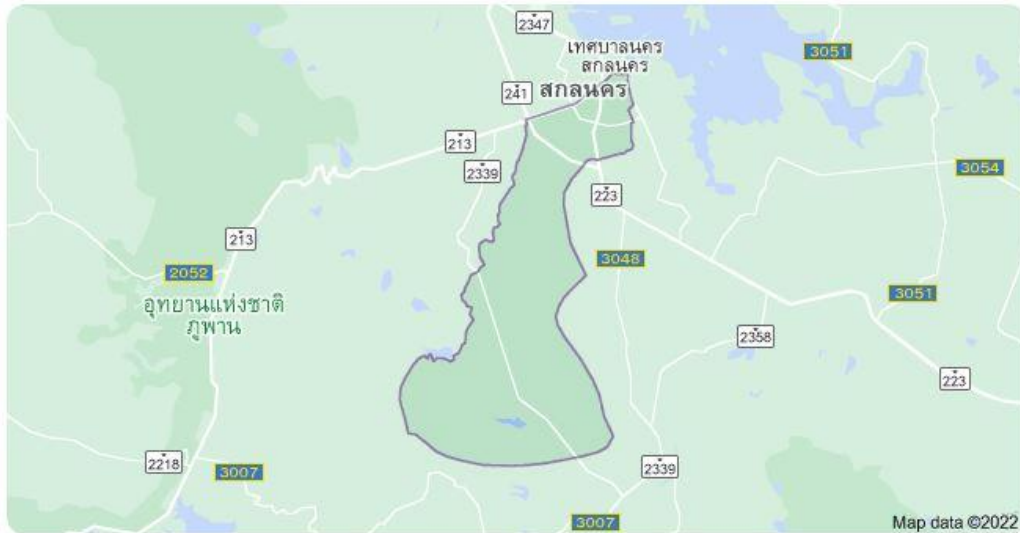 2347
3051
เทศบาลนคร
สกลนคร
241
สกลนคร
213
2339
3054
223
213
3048
2052
3051
อุทยานแห่งชาติ
ภูพาน
2358
223
2218
3007
2339
3007
Map data ©2022